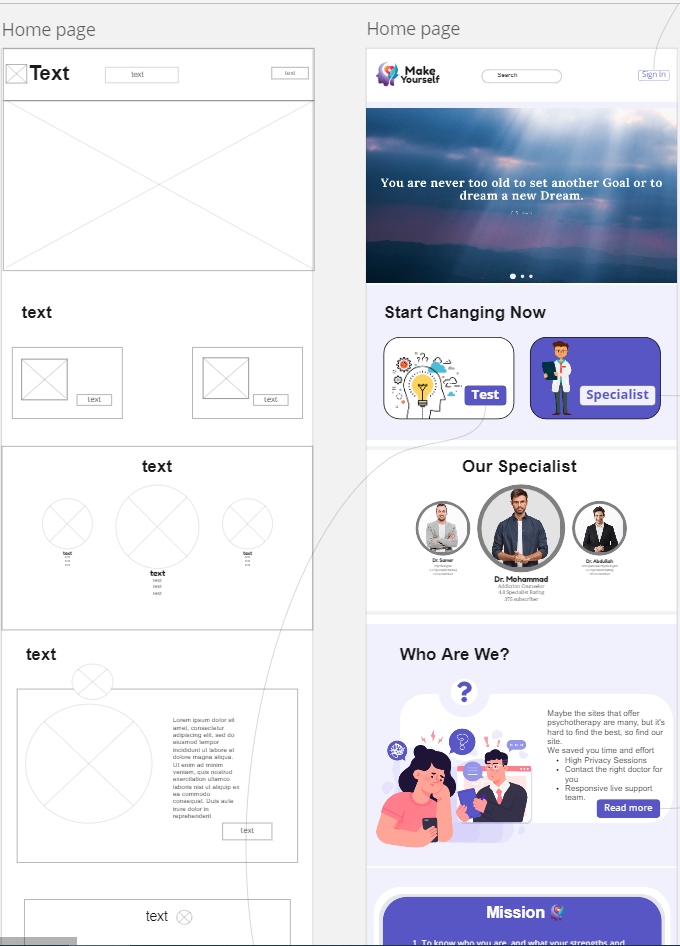 Home page
Text
text
text
text
text
text
text
text
text
text
text
text
Lorem ipsum dolor sit
amet, consectetur
adipiscing elit, sed do
eiusmod tempor
incididunt ut labore et
dolore magna aliqua.
Ut enim ad minim
veniam, quis nostrud
exercitation ullamco
laboris nisi ut aliquip ex
ea commodo
consequat. Duis aute
irure dolor in
reprehenderit
text
text
Home page
Make
Yourself
Search
Sign In
You are never too old to set another Goal or to
dream a new Dream.
Start Changing Now
Test
Specialist
Our Specialist
Dr. Samer
Dr. Mohammad
Addiction Counselor
4.8 Specialist Rating
375 subscriber
Dr. Abdullah
Who Are We?
?
?
Maybe the sites that offer
psychotherapy are many, but it's
hard to find the best, so find our
site.
We saved you time and effort
• High Privacy Sessions
• Contact the right doctor for
you
• Responsive live support
team.
Read more
Mission
1. To know who you are, and what your strengths and